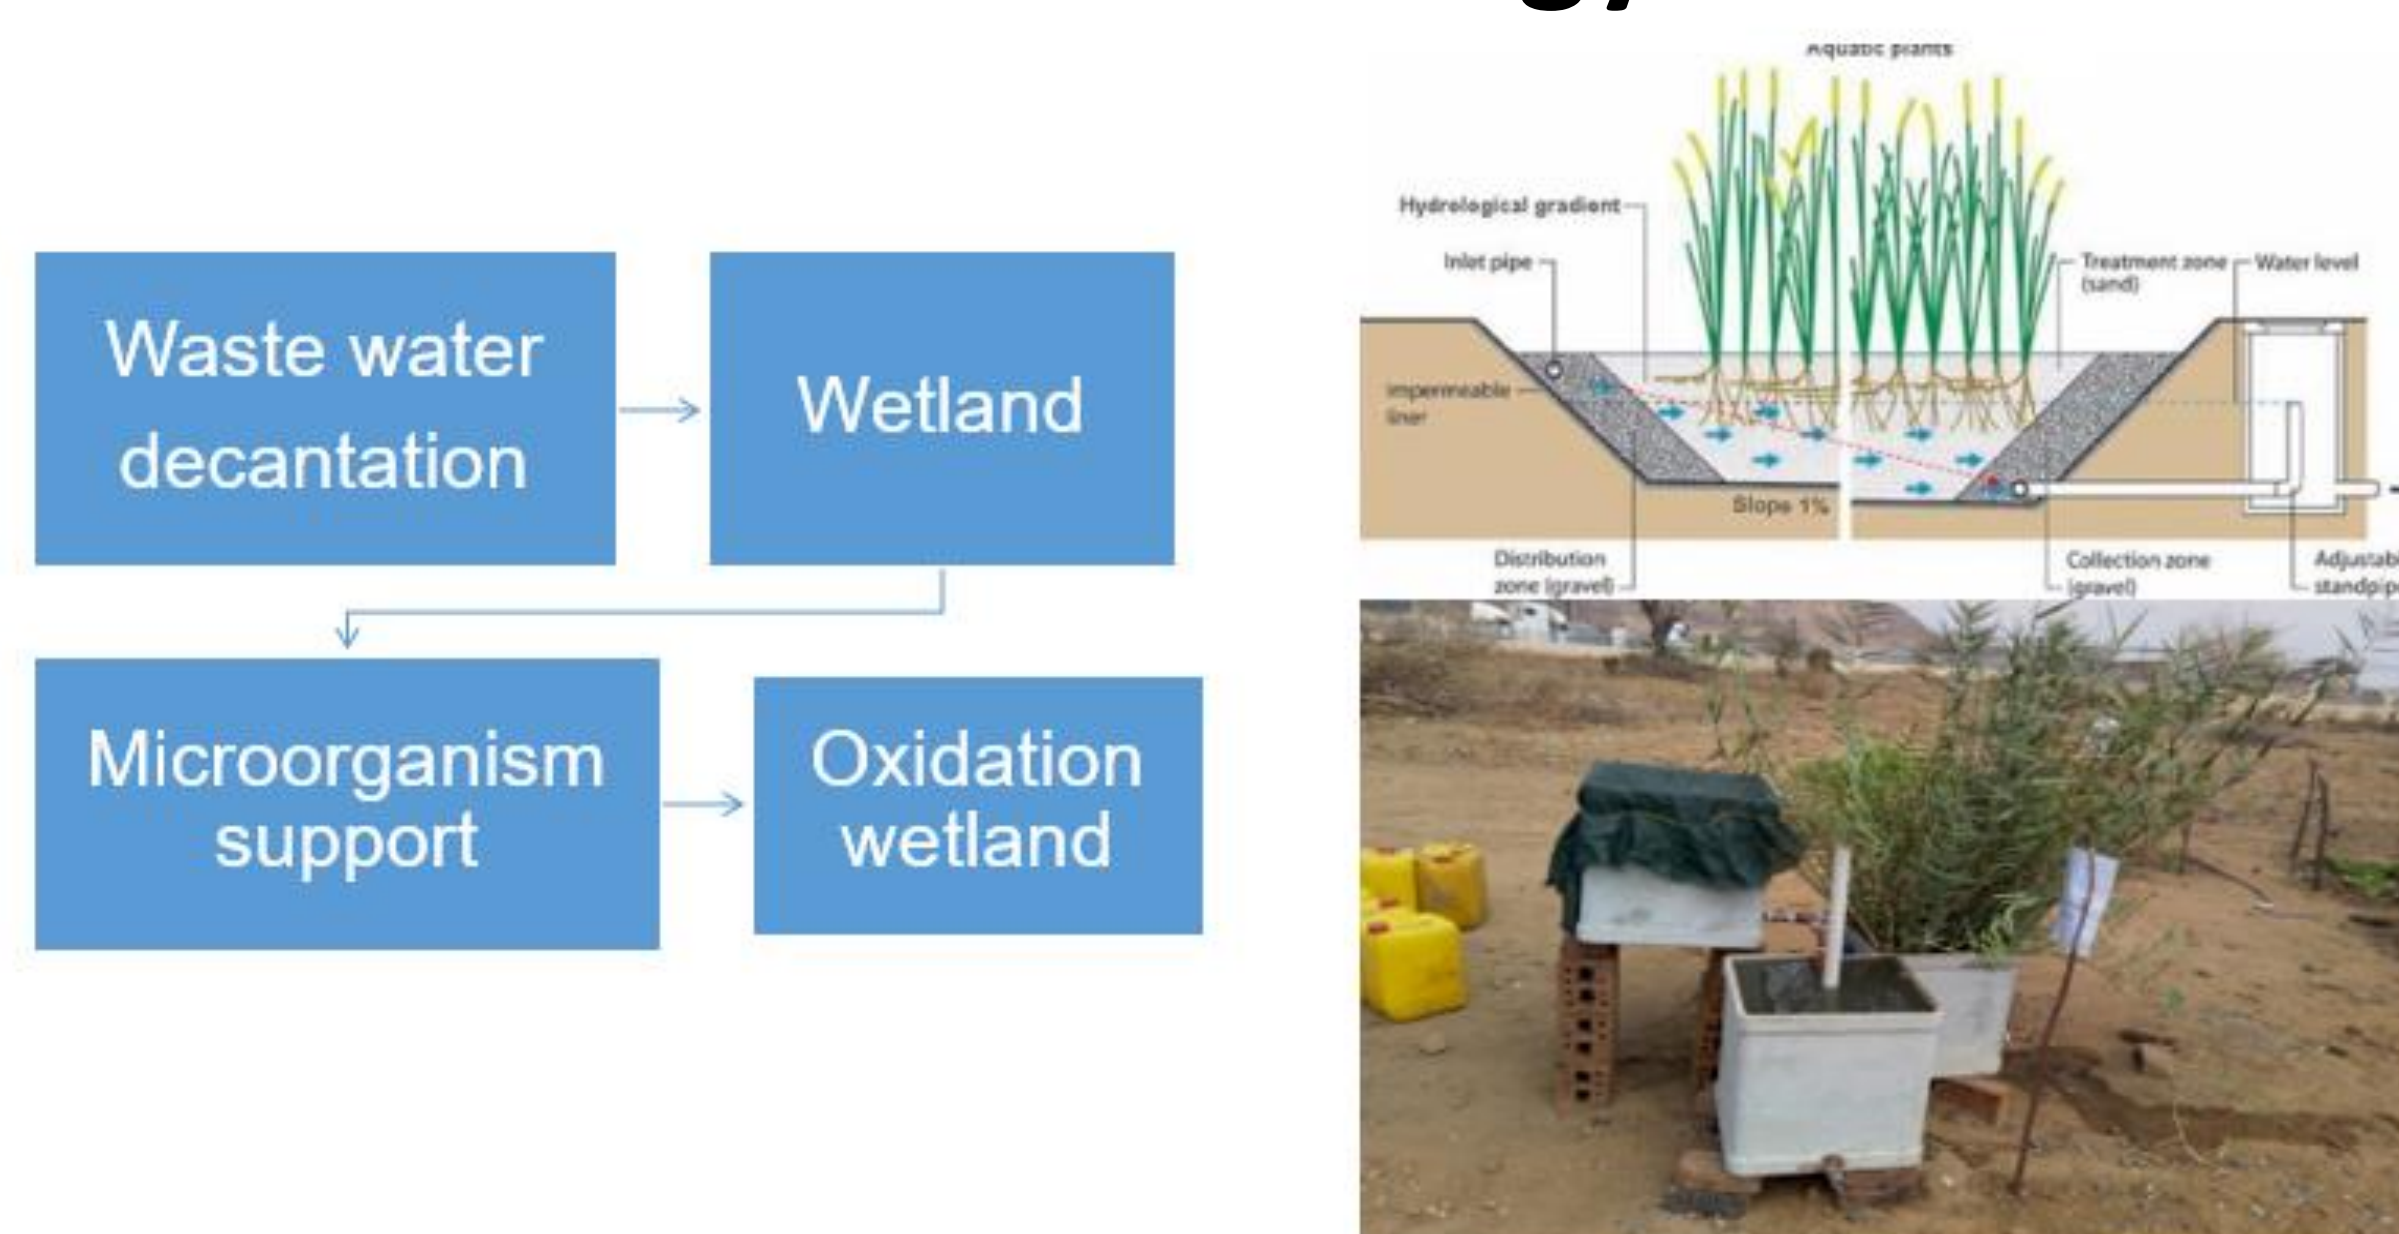 Aquatic plants
Waste water
decantation
Wetland
Microorganism
support
Oxidation
wetland
Hydrological gradient
Inlet pipe
Treatment zone
(sand)
Water level
impermeable
liner
Slope 1%
Distribution
zone (gravel)
Collection zone
(gravel)